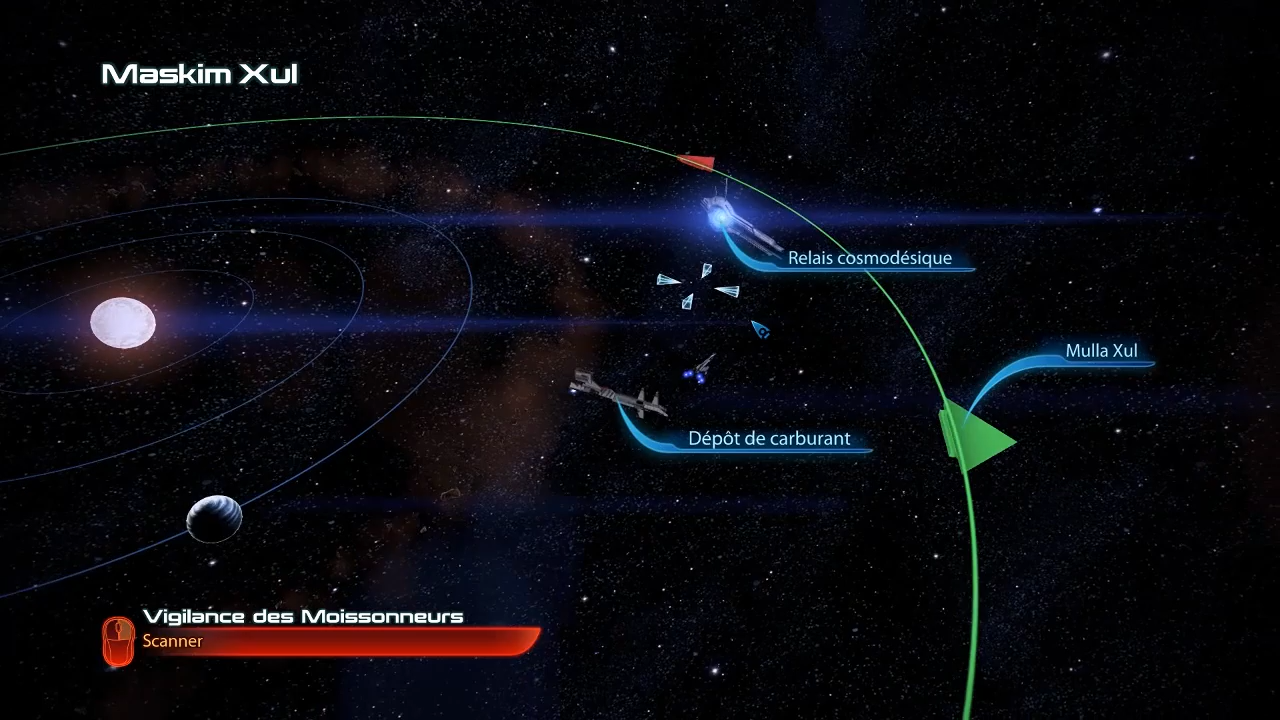 Maskim Xul
Relais cosmodésique
Mulla Xul
Dépôt de carburant
Vigilance des Moissonneurs
Scanner